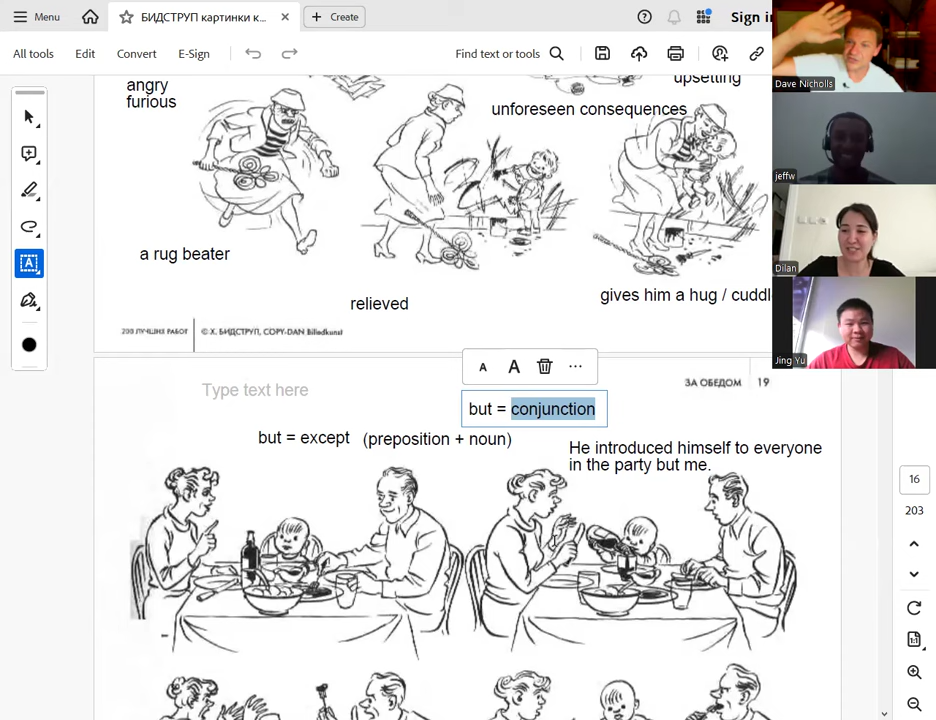 Menu
БИДСТРУП картинки к...
Create
Sign in
All tools
Edit
Convert
E-Sign
Find text or tools
angry
furious
upsetting
unforeseen consequences
a rug beater
relieved
gives him a hug / cuddl
200 ЛУЧШИХ РАБОТ
© Х. БИДСТРУП, COPY-DAN Billedkunst
Dave Nicholls
jeffw
Dilan
Jing Yu
A A ...
Type text here
ЗА ОБЕДОМ 19
but = conjunction
but = except (preposition + noun)
He introduced himself to everyone
in the party but me.
16
203